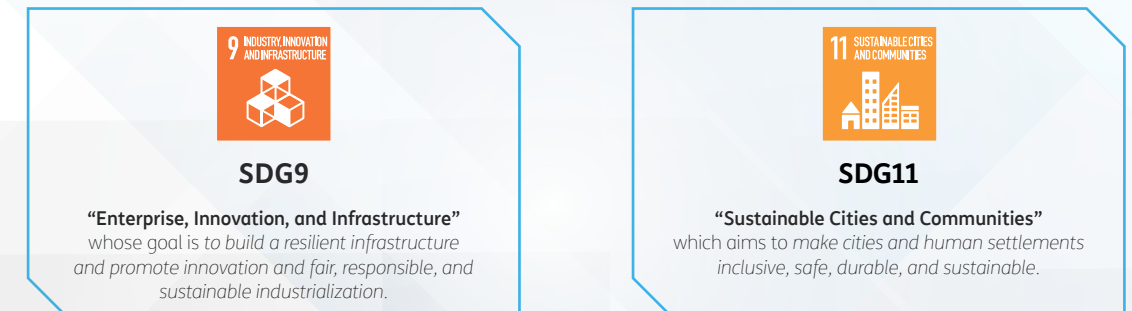 9 INDUSTRY, INNOVATION
AND INFRASTRUCTURE
SDG9
“Enterprise, Innovation, and Infrastructure”
whose goal is to build a resilient infrastructure
and promote innovation and fair, responsible, and
sustainable industrialization.
11 SUSTAINABLE CITIES
AND COMMUNITIES
SDG11
“Sustainable Cities and Communities”
which aims to make cities and human settlements
inclusive, safe, durable, and sustainable.